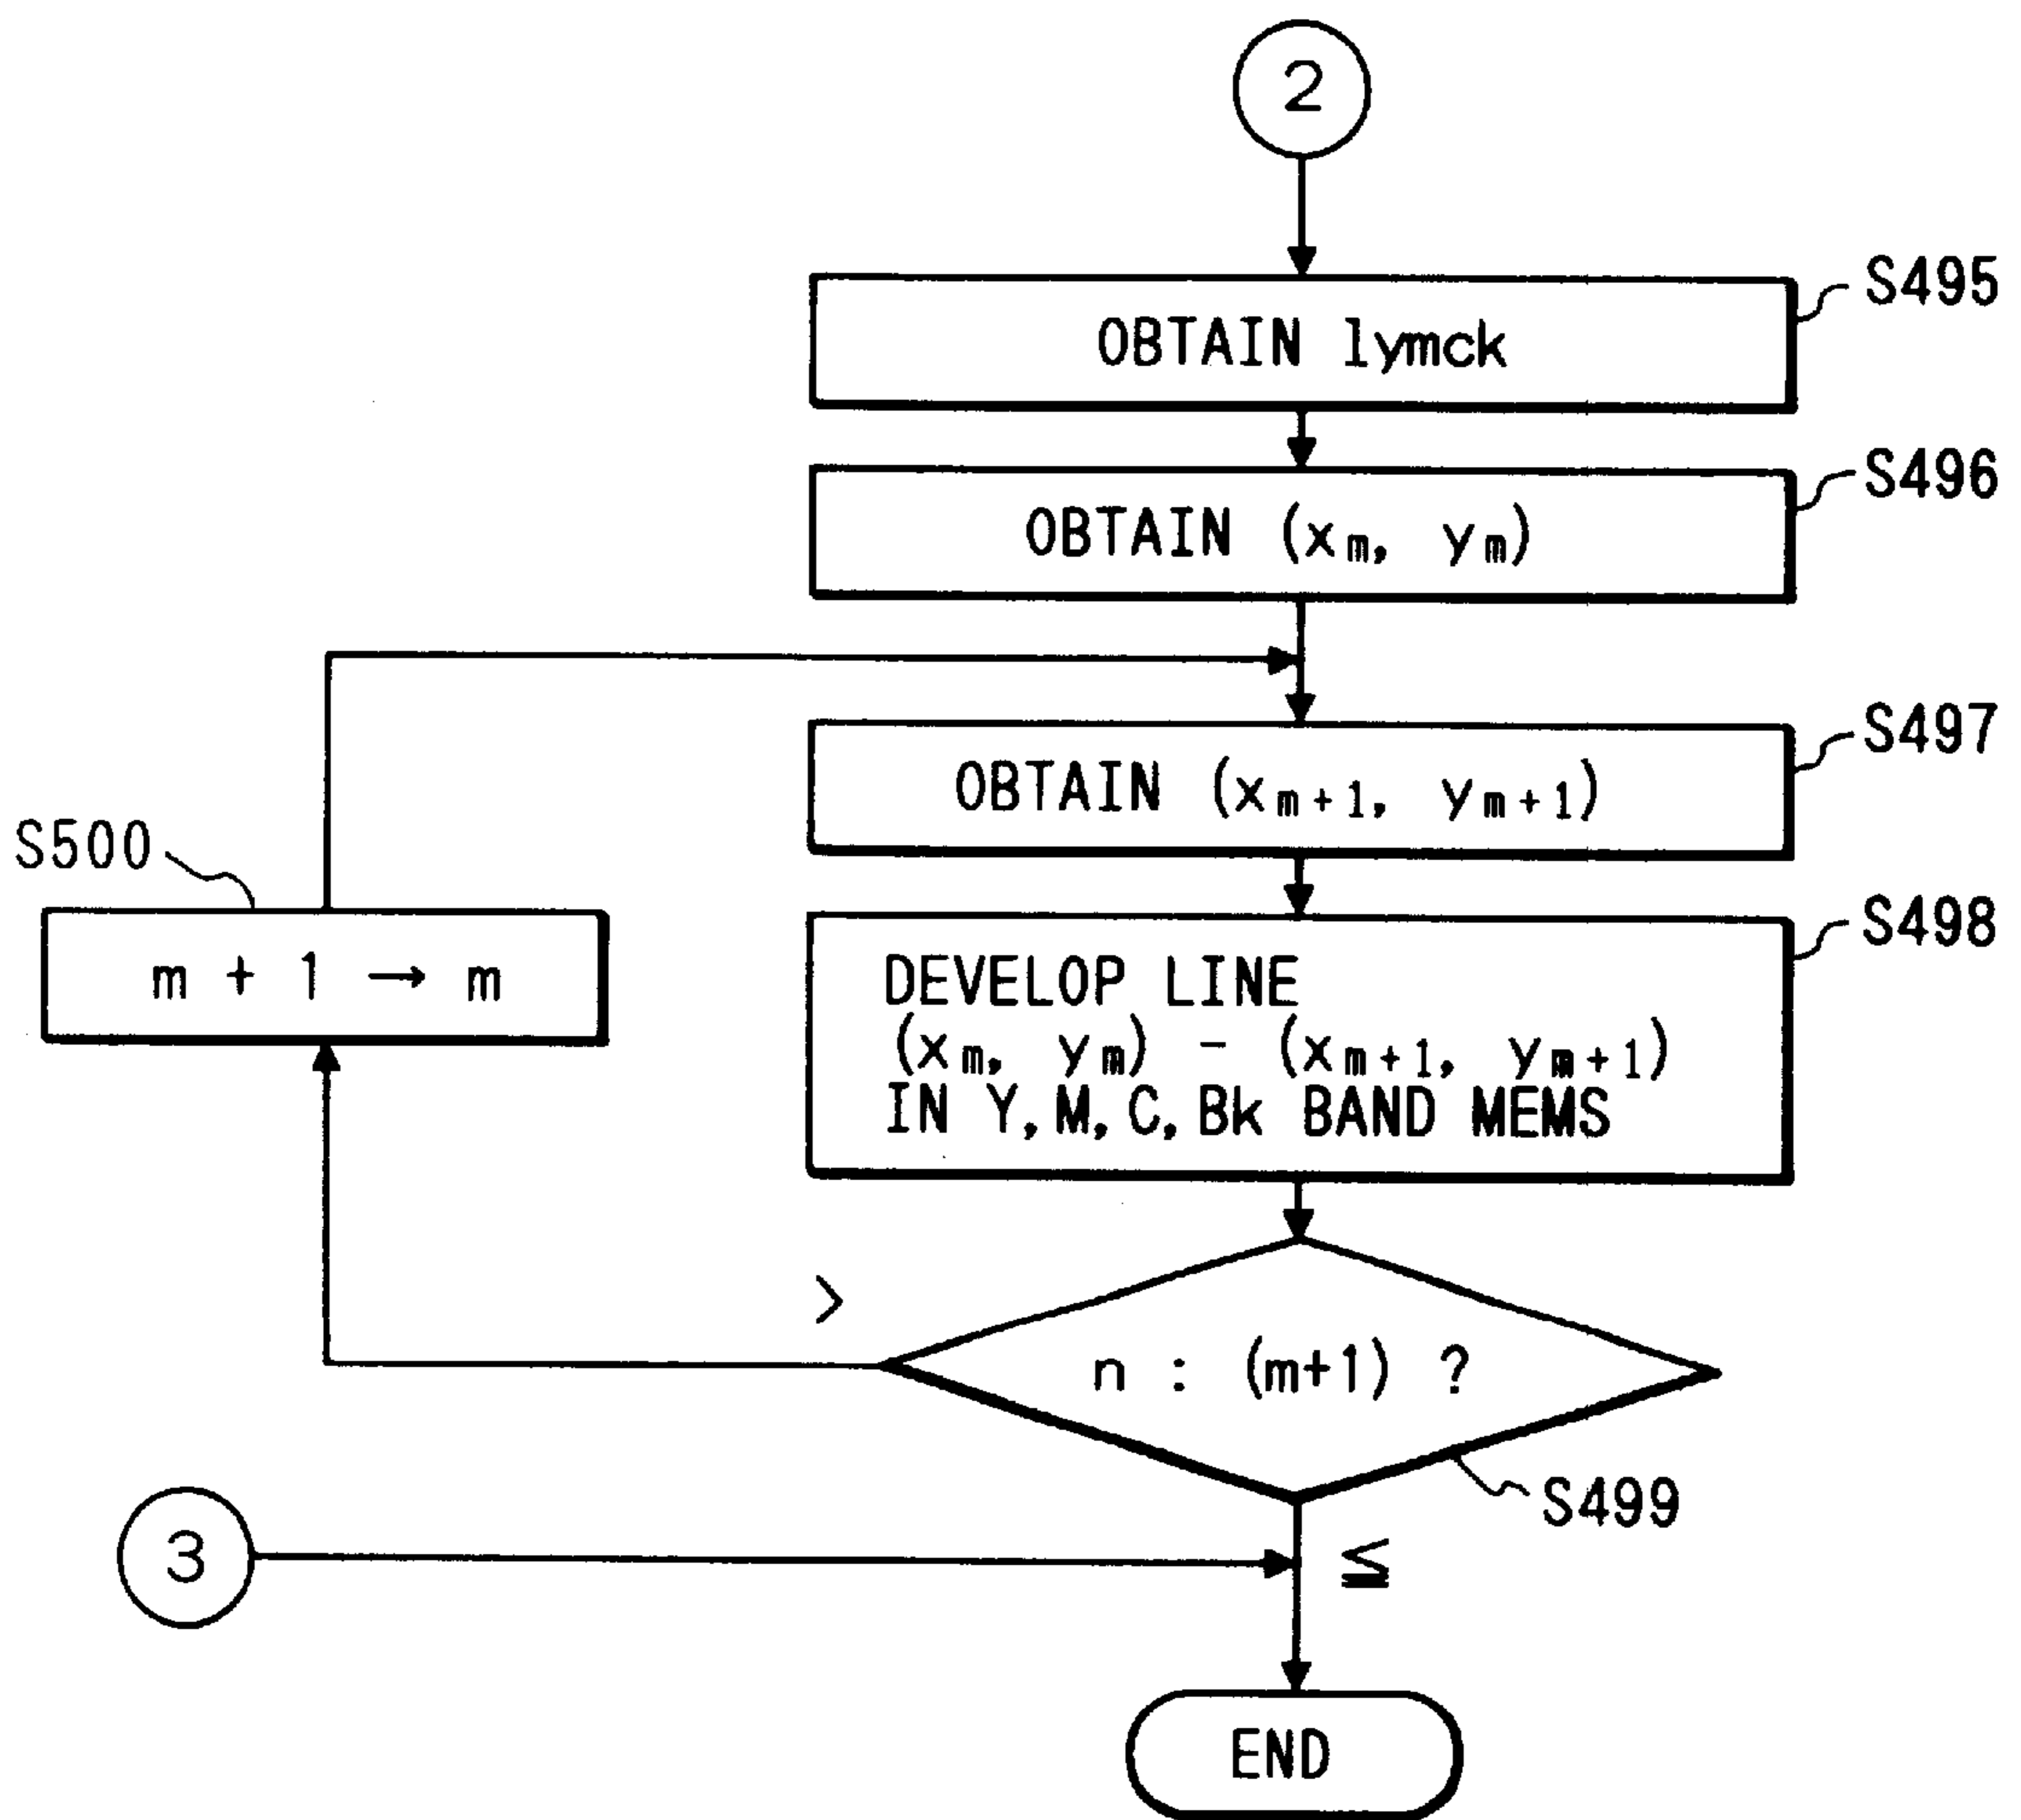 2
OBTAIN lymck
S495
OBTAIN (xm, ym)
S496
OBTAIN (xm+1, ym+1)
S497
S500
m + 1 → m
DEVELOP LINE
(xm, ym) - (xm+1, ym+1)
IN Y, M, C, Bk BAND MEMS
S498
>
n : (m+1) ?
S499
3
≦
END